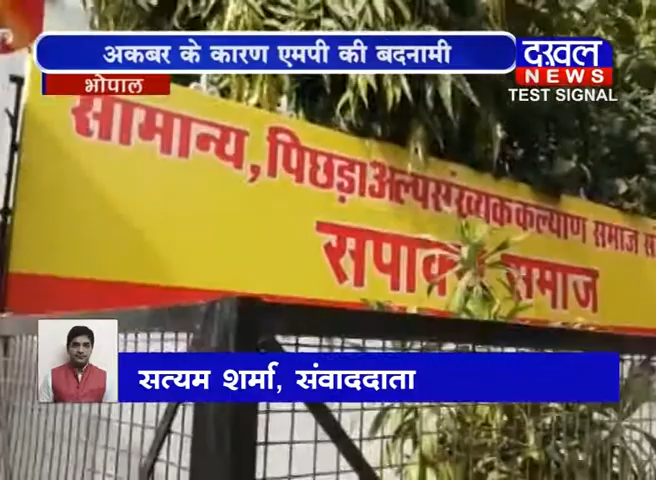 अकबर के कारण एमपी की बदनामी
दख़ल
NEWS
TEST SIGNAL
भोपाल
सामान्य, पिछड़ा अल्पसंख्यक कल्याण समाज
सपाक्स समाज
सत्यम शर्मा, संवाददाता